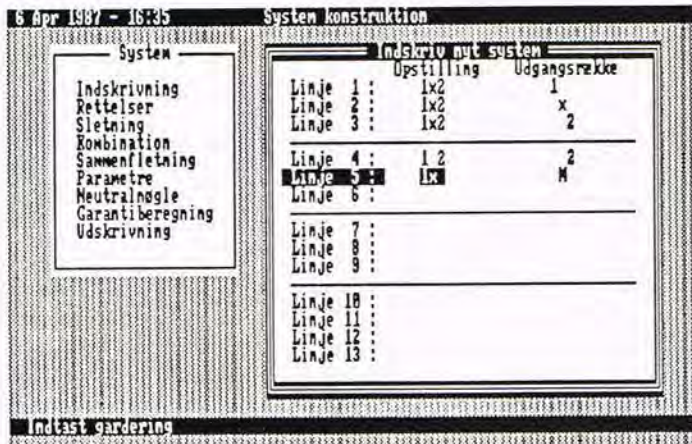 6 Apr 1987 - 16:35 System konstruktion
System
Indskrivning
Rettelser
Sletning
Kombination
Sammenfletning
Parametre
Neutralnøgle
Garantiberegning
Udskrivning
Indskriv nyt system
Opstilling Udgangsrække
Linje 1 : 1x2 1
Linje 2 : 1x2 x
Linje 3 : 1x2 2
Linje 4 : 1 2 2
Linje 5 : 1x M
Linje 6 :
Linje 7 :
Linje 8 :
Linje 9 :
Linje 10 :
Linje 11 :
Linje 12 :
Linje 13 :
Indtast gardering